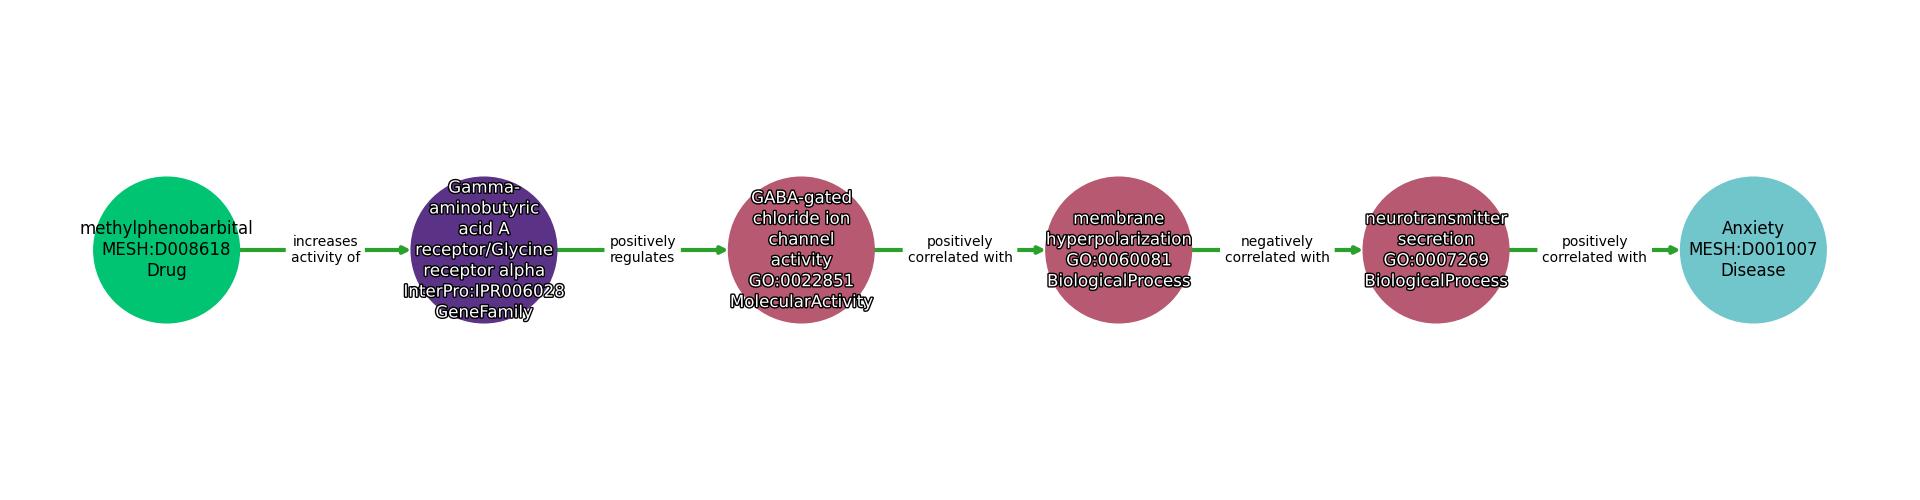 methylphenobarbital
MESH:D008618
Drug
increases
activity of
Gamma-
aminobutyric
acid A
receptor/Glycine
receptor alpha
InterPro:IPR006028
GeneFamily
positively
regulates
GABA-gated
chloride ion
channel
activity
GO:0022851
MolecularActivity
positively
correlated with
membrane
hyperpolarization
GO:0060081
BiologicalProcess
negatively
correlated with
neurotransmitter
secretion
GO:0007269
BiologicalProcess
positively
correlated with
Anxiety
MESH:D001007
Disease